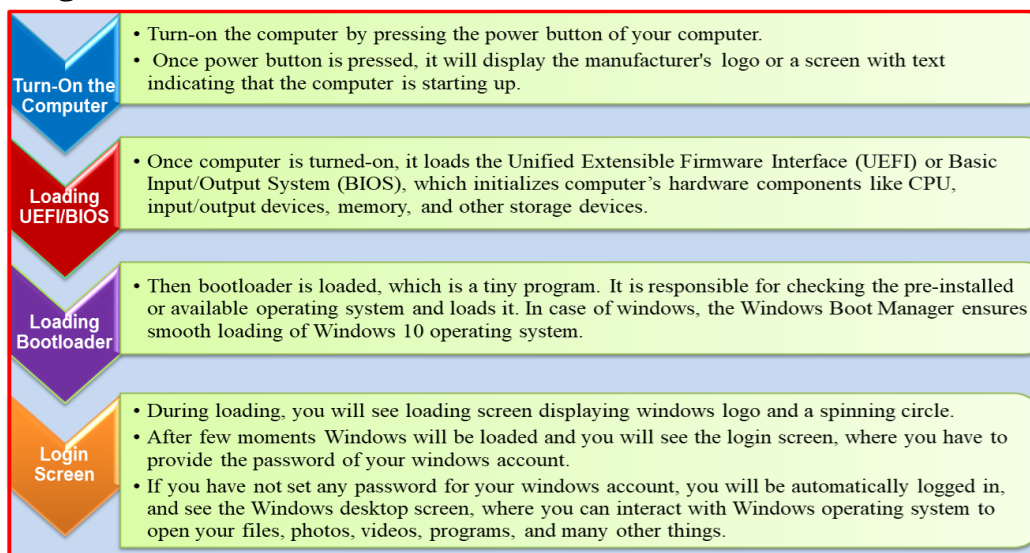 Turn-On the
Computer
• Turn-on the computer by pressing the power button of your computer.
• Once power button is pressed, it will display the manufacturer's logo or a screen with text
indicating that the computer is starting up.
Loading
UEFI/BIOS
• Once computer is turned-on, it loads the Unified Extensible Firmware Interface (UEFI) or Basic
Input/Output System (BIOS), which initializes computer's hardware components like CPU,
input/output devices, memory, and other storage devices.
Loading
Bootloader
• Then bootloader is loaded, which is a tiny program. It is responsible for checking the pre-installed
or available operating system and loads it. In case of windows, the Windows Boot Manager ensures
smooth loading of Windows 10 operating system.
Login
Screen
• During loading, you will see loading screen displaying windows logo and a spinning circle.
• After few moments Windows will be loaded and you will see the login screen, where you have to
provide the password of your windows account.
• If you have not set any password for your windows account, you will be automatically logged in,
and see the Windows desktop screen, where you can interact with Windows operating system to
open your files, photos, videos, programs, and many other things.